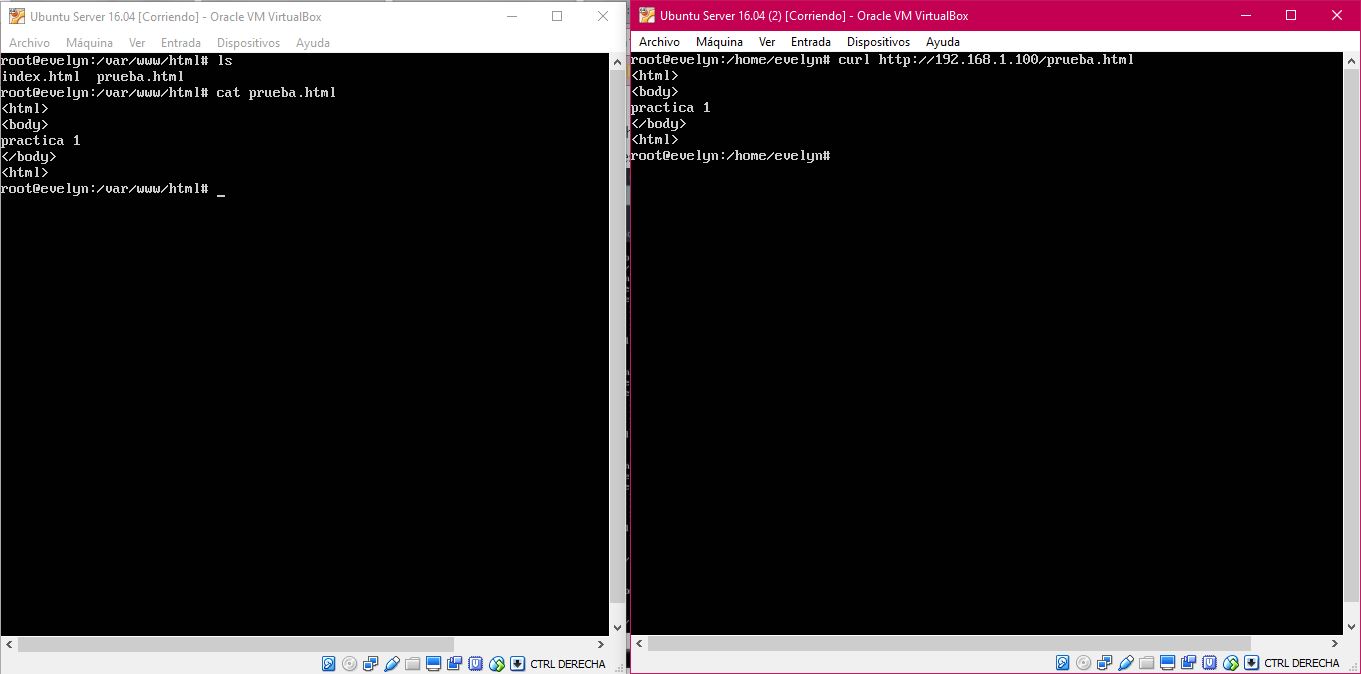 Ubuntu Server 16.04 [Corriendo] - Oracle VM VirtualBox
Archivo Máquina Ver Entrada Dispositivos Ayuda
root@evelyn:/var/www/html# ls
index.html  prueba.html
root@evelyn:/var/www/html# cat prueba.html
<html>
<body>
practica 1
</body>
<html>
root@evelyn:/var/www/html# _
CTRL DERECHA
Ubuntu Server 16.04 (2) [Corriendo] - Oracle VM VirtualBox
Archivo Máquina Ver Entrada Dispositivos Ayuda
root@evelyn:/home/evelyn# curl http://192.168.1.100/prueba.html
<html>
<body>
practica 1
</body>
<html>
root@evelyn:/home/evelyn#
CTRL DERECHA